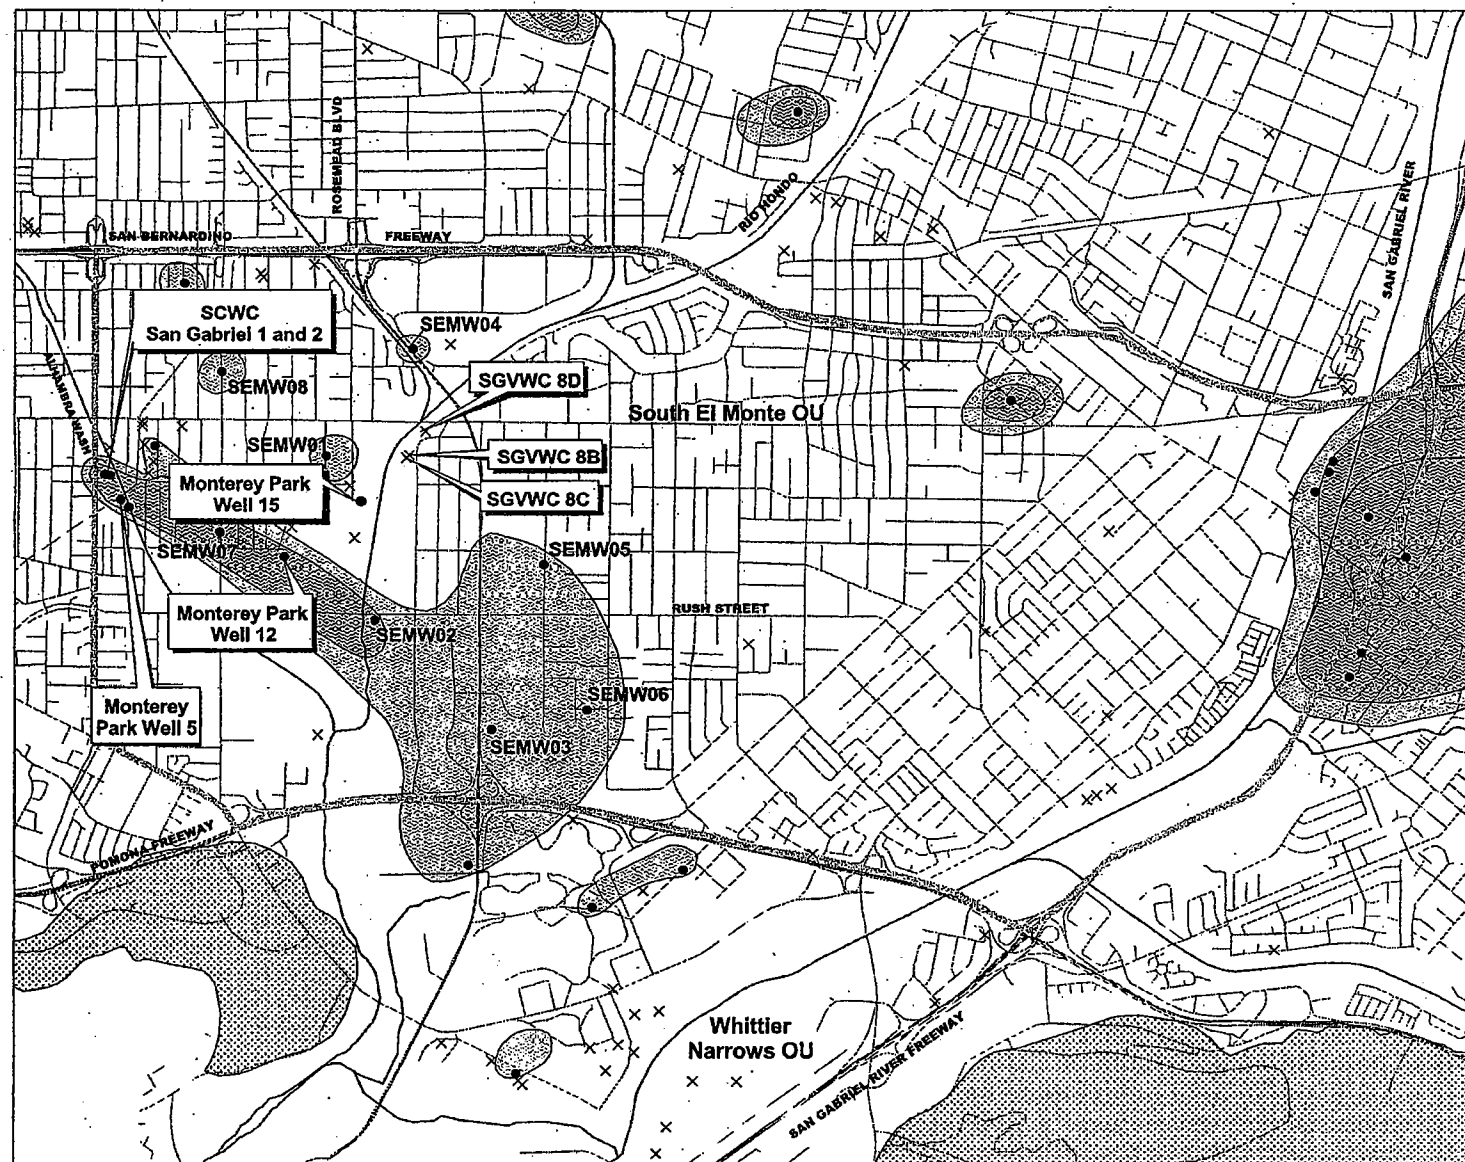 ROSEMEAD BLVD
RIO HONDO
SAN GABRIEL RIVER
SAN BERNARDINO
FREEWAY
SCWC
San Gabriel 1 and 2
SEMW04
ALHAMBRA WASH
SEMW08
SGVWC 8D
South El Monte OU
SEMW01
SGVWC 8B
Monterey Park
Well 15
SGVWC 8C
SEMW07
SEMW05
Monterey Park
Well 12
RUSH STREET
SEMW02
SEMW06
Monterey
Park Well 5
SEMW03
POMONA FREEWAY
Whittier
Narrows OU
SAN GABRIEL RIVER FREEWAY